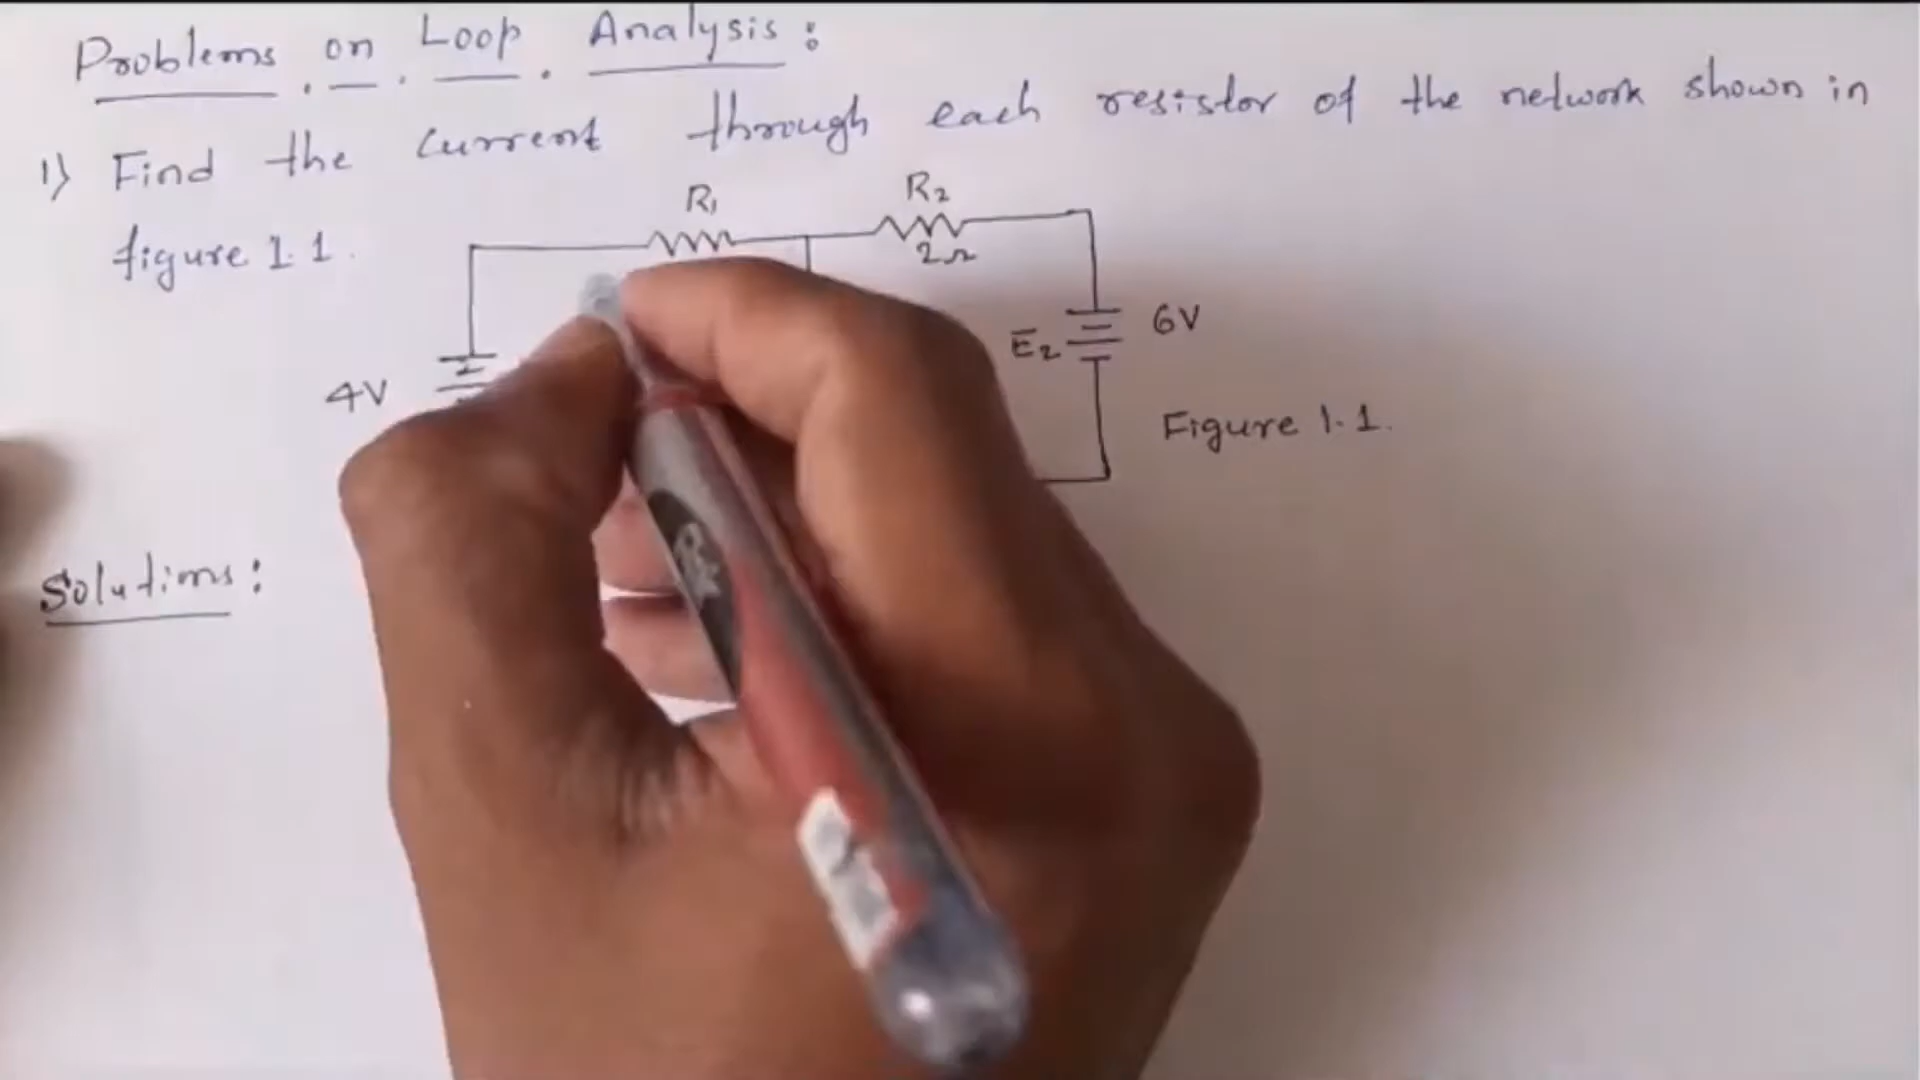 Problems on Loop Analysis :
1) Find the current through each resistor of the network shown in
figure 1.1.
R₁
R₂
2Ω
4V
E₂
6V
Figure 1.1.
Solutions :